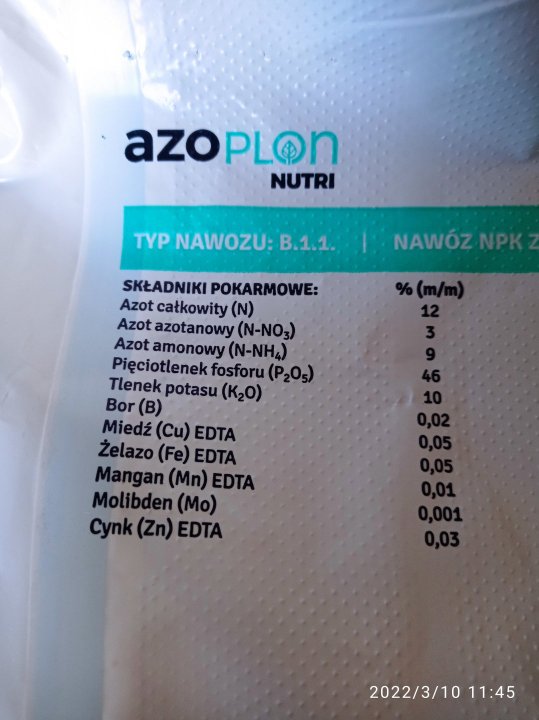 azoplon
NUTRI
TYP NAWOZU: B.1.1. | NAWÓZ NPK Z
SKŁADNIKI POKARMOWE: % (m/m)
Azot całkowity (N) 12
Azot azotanowy (N-NO₃) 3
Azot amonowy (N-NH₄) 9
Pięciotlenek fosforu (P₂O₅) 46
Tlenek potasu (K₂O) 10
Bor (B) 0,02
Miedź (Cu) EDTA 0,05
Żelazo (Fe) EDTA 0,05
Mangan (Mn) EDTA 0,01
Molibden (Mo) 0,001
Cynk (Zn) EDTA 0,03
2022/3/10 11:45